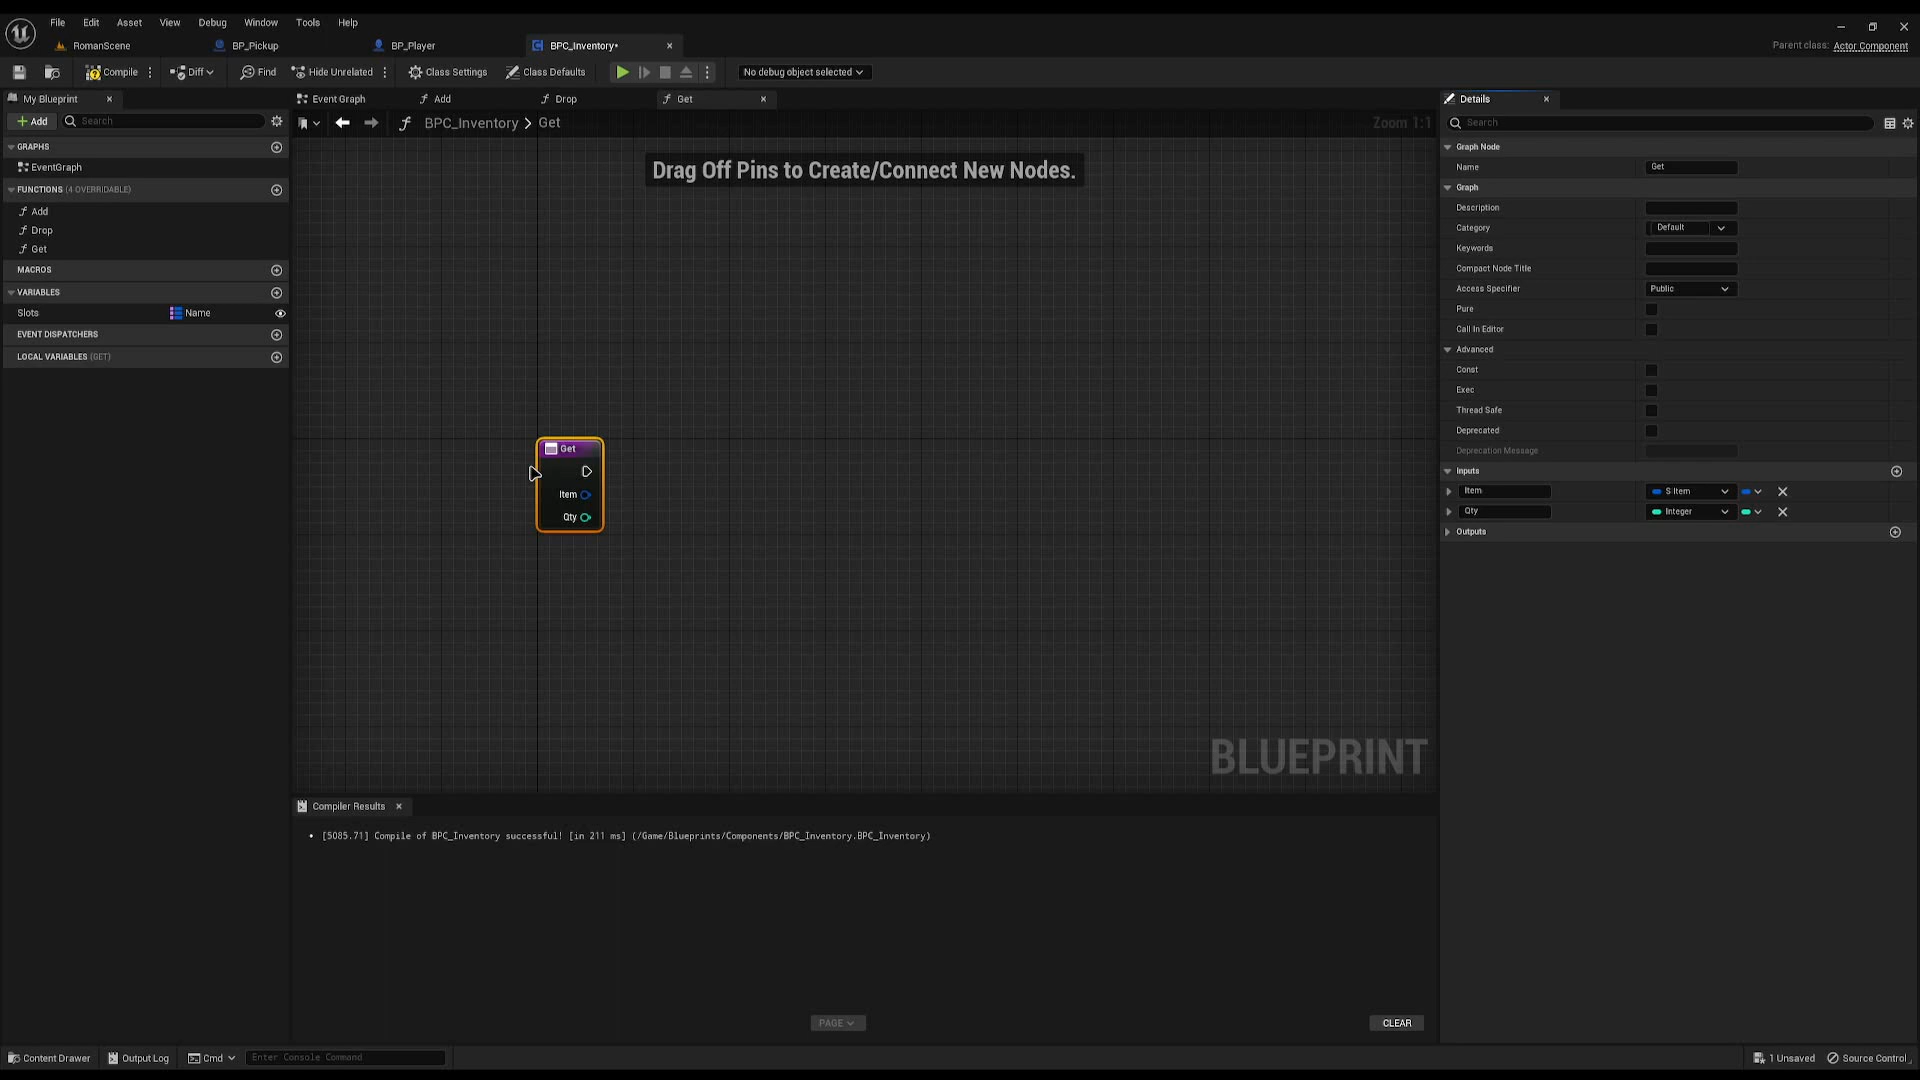 File Edit Asset View Debug Window Tools Help
RomanScene BP_Pickup BP_Player BPC_Inventory•
Parent class: Actor Component
Compile Diff Find Hide Unrelated Class Settings Class Defaults No debug object selected
My Blueprint
Event Graph Add Drop Get
Details
Add Search
BPC_Inventory > Get
Zoom 1:1
Search
GRAPHS
EventGraph
FUNCTIONS (4 OVERRIDABLE)
Add
Drop
Get
MACROS
VARIABLES
Slots Name
EVENT DISPATCHERS
LOCAL VARIABLES (GET)
Drag Off Pins to Create/Connect New Nodes.
Get
Item
Qty
BLUEPRINT
Graph Node
Name Get
Graph
Description
Category Default
Keywords
Compact Node Title
Access Specifier Public
Pure
Call In Editor
Advanced
Const
Exec
Thread Safe
Deprecated
Deprecation Message
Inputs
Item S Item
Qty Integer
Outputs
Compiler Results
• [5085.71] Compile of BPC_Inventory successful! [in 211 ms] (/Game/Blueprints/Components/BPC_Inventory.BPC_Inventory)
PAGE CLEAR
Content Drawer Output Log Cmd Enter Console Command 1 Unsaved Source Control